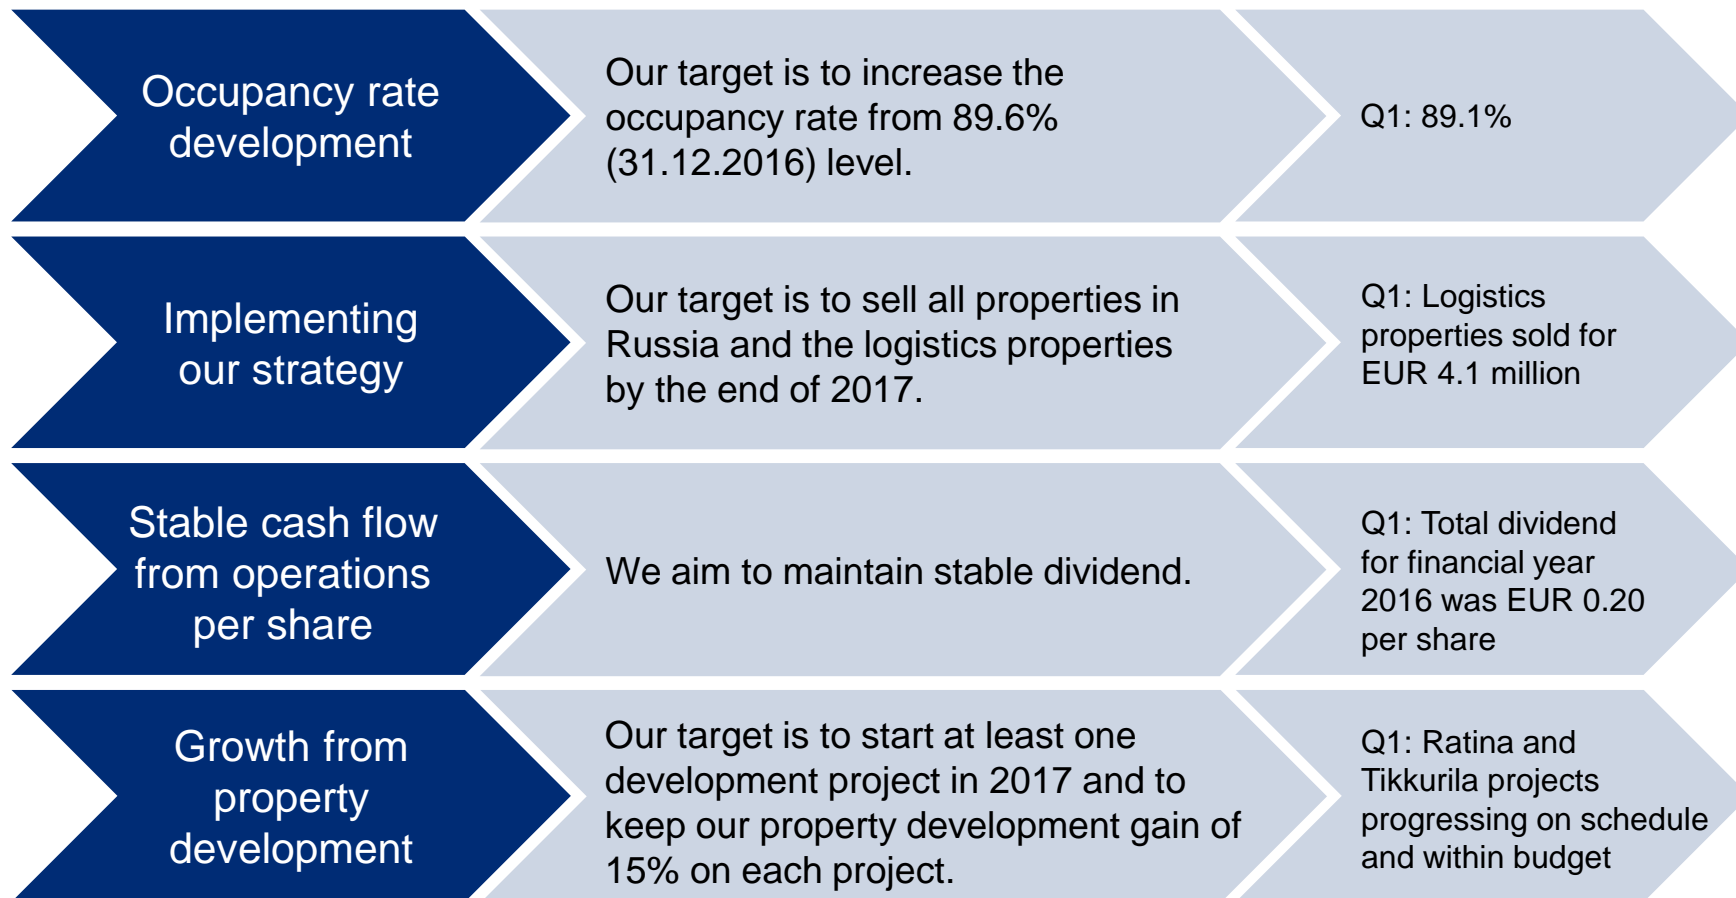 Occupancy rate
development
Our target is to increase the
occupancy rate from 89.6%
(31.12.2016) level.
Q1: 89.1%
Implementing
our strategy
Our target is to sell all properties in
Russia and the logistics properties
by the end of 2017.
Q1: Logistics
properties sold for
EUR 4.1 million
Stable cash flow
from operations
per share
We aim to maintain stable dividend.
Q1: Total dividend
for financial year
2016 was EUR 0.20
per share
Growth from
property
development
Our target is to start at least one
development project in 2017 and to
keep our property development gain of
15% on each project.
Q1: Ratina and
Tikkurila projects
progressing on schedule
and within budget